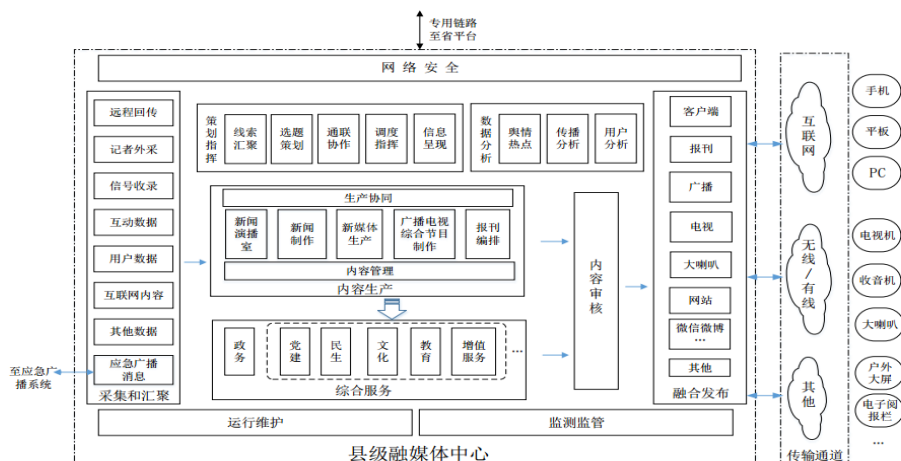 专用链路
至省平台
网络安全
远程回传
记者外采
信号收录
互动数据
用户数据
互联网内容
其他数据
应急广播
消息
采集和汇聚
至应急广
播系统
策划指挥
线索
汇聚
选题
策划
通联
协作
调度
指挥
信息
呈现
数据分析
舆情
热点
传播
分析
用户
分析
生产协同
新闻
演播
室
新闻
制作
新媒体
生产
广播电视
综合节目
制作
报刊
编排
内容管理
内容生产
政务
党建
民生
文化
教育
增值
服务
…
综合服务
内容审核
客户端
报刊
广播
电视
大喇叭
网站
微信微博
…
其他
融合发布
运行维护
监测监管
县级融媒体中心
互联网
无线/有线
其他
传输通道
手机
平板
PC
电视机
收音机
大喇叭
户外
大屏
电子阅
报栏
…